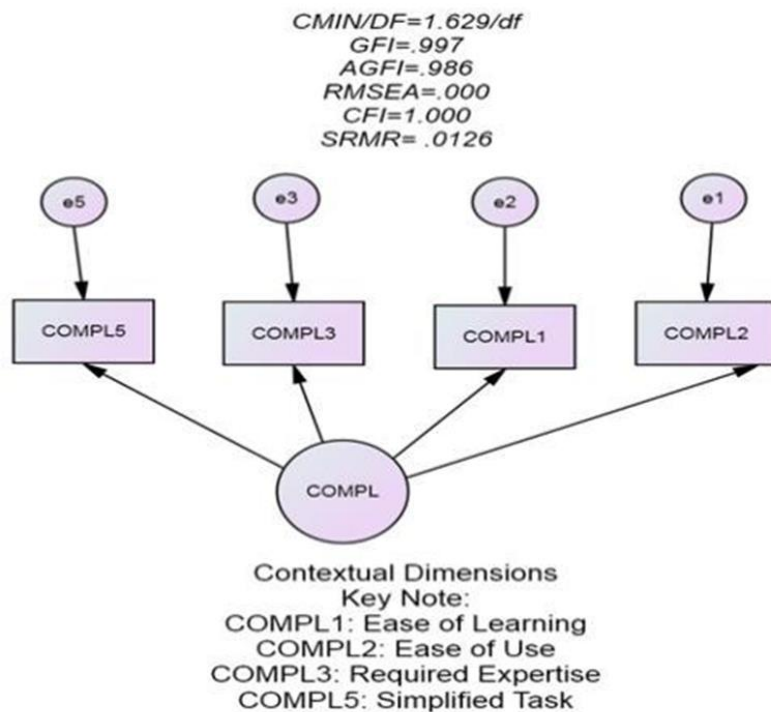 CMIN/DF=1.629/df
GFI=.997
AGFI=.986
RMSEA=.000
CFI=1.000
SRMR= .0126
e5 e3 e2 e1
COMPL5 COMPL3 COMPL1 COMPL2
COMPL
Contextual Dimensions
Key Note:
COMPL1: Ease of Learning
COMPL2: Ease of Use
COMPL3: Required Expertise
COMPL5: Simplified Task